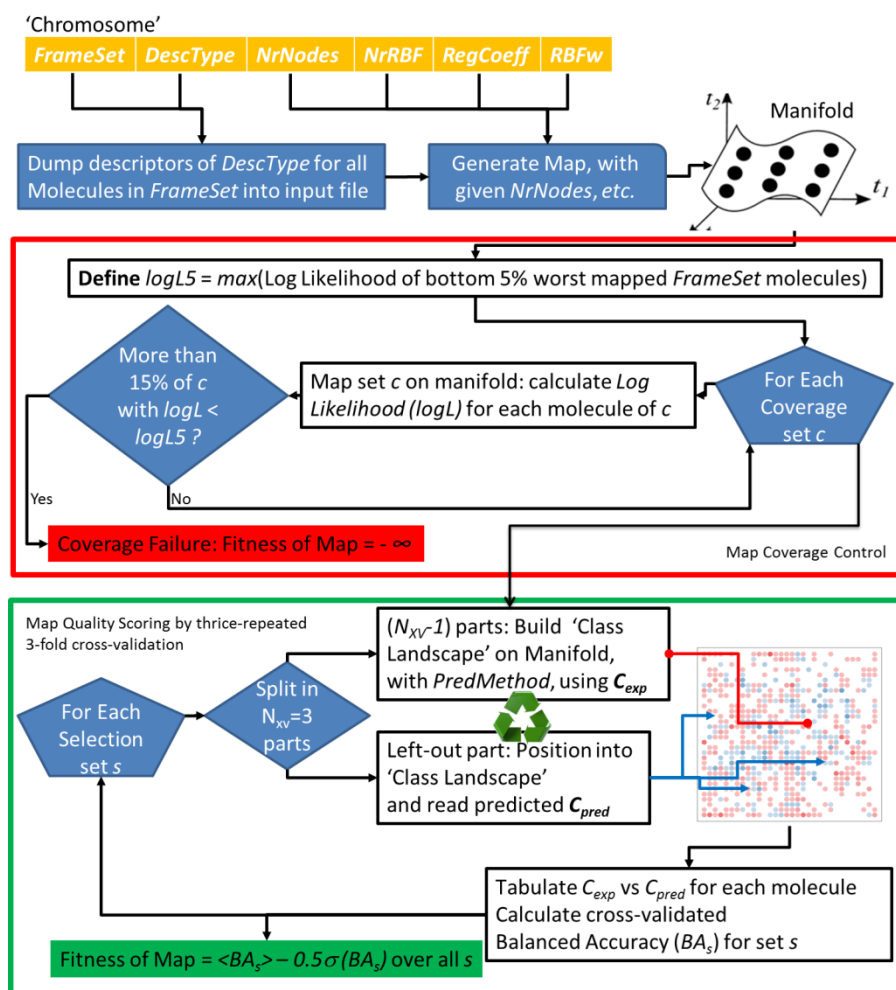 ‘Chromosome’
FrameSet DescType NrNodes NrRBF RegCoeff RBFw
Dump descriptors of DescType for all
Molecules in FrameSet into input file
Generate Map, with
given NrNodes, etc.
t2
Manifold
t1
Define logL5 = max(Log Likelihood of bottom 5% worst mapped FrameSet molecules)
More than
15% of c
with logL <
logL5 ?
Map set c on manifold: calculate Log
Likelihood (logL) for each molecule of c
For Each
Coverage
set c
Yes
No
Coverage Failure: Fitness of Map = - ∞
Map Coverage Control
Map Quality Scoring by thrice-repeated
3-fold cross-validation
For Each
Selection
set s
Split in
Nxv=3
parts
(NXV-1) parts: Build ‘Class
Landscape’ on Manifold,
with PredMethod, using Cexp
Left-out part: Position into
‘Class Landscape’
and read predicted Cpred
Tabulate Cexp vs Cpred for each molecule
Calculate cross-validated
Balanced Accuracy (BAs) for set s
Fitness of Map = <BAs> – 0.5σ(BAs) over all s